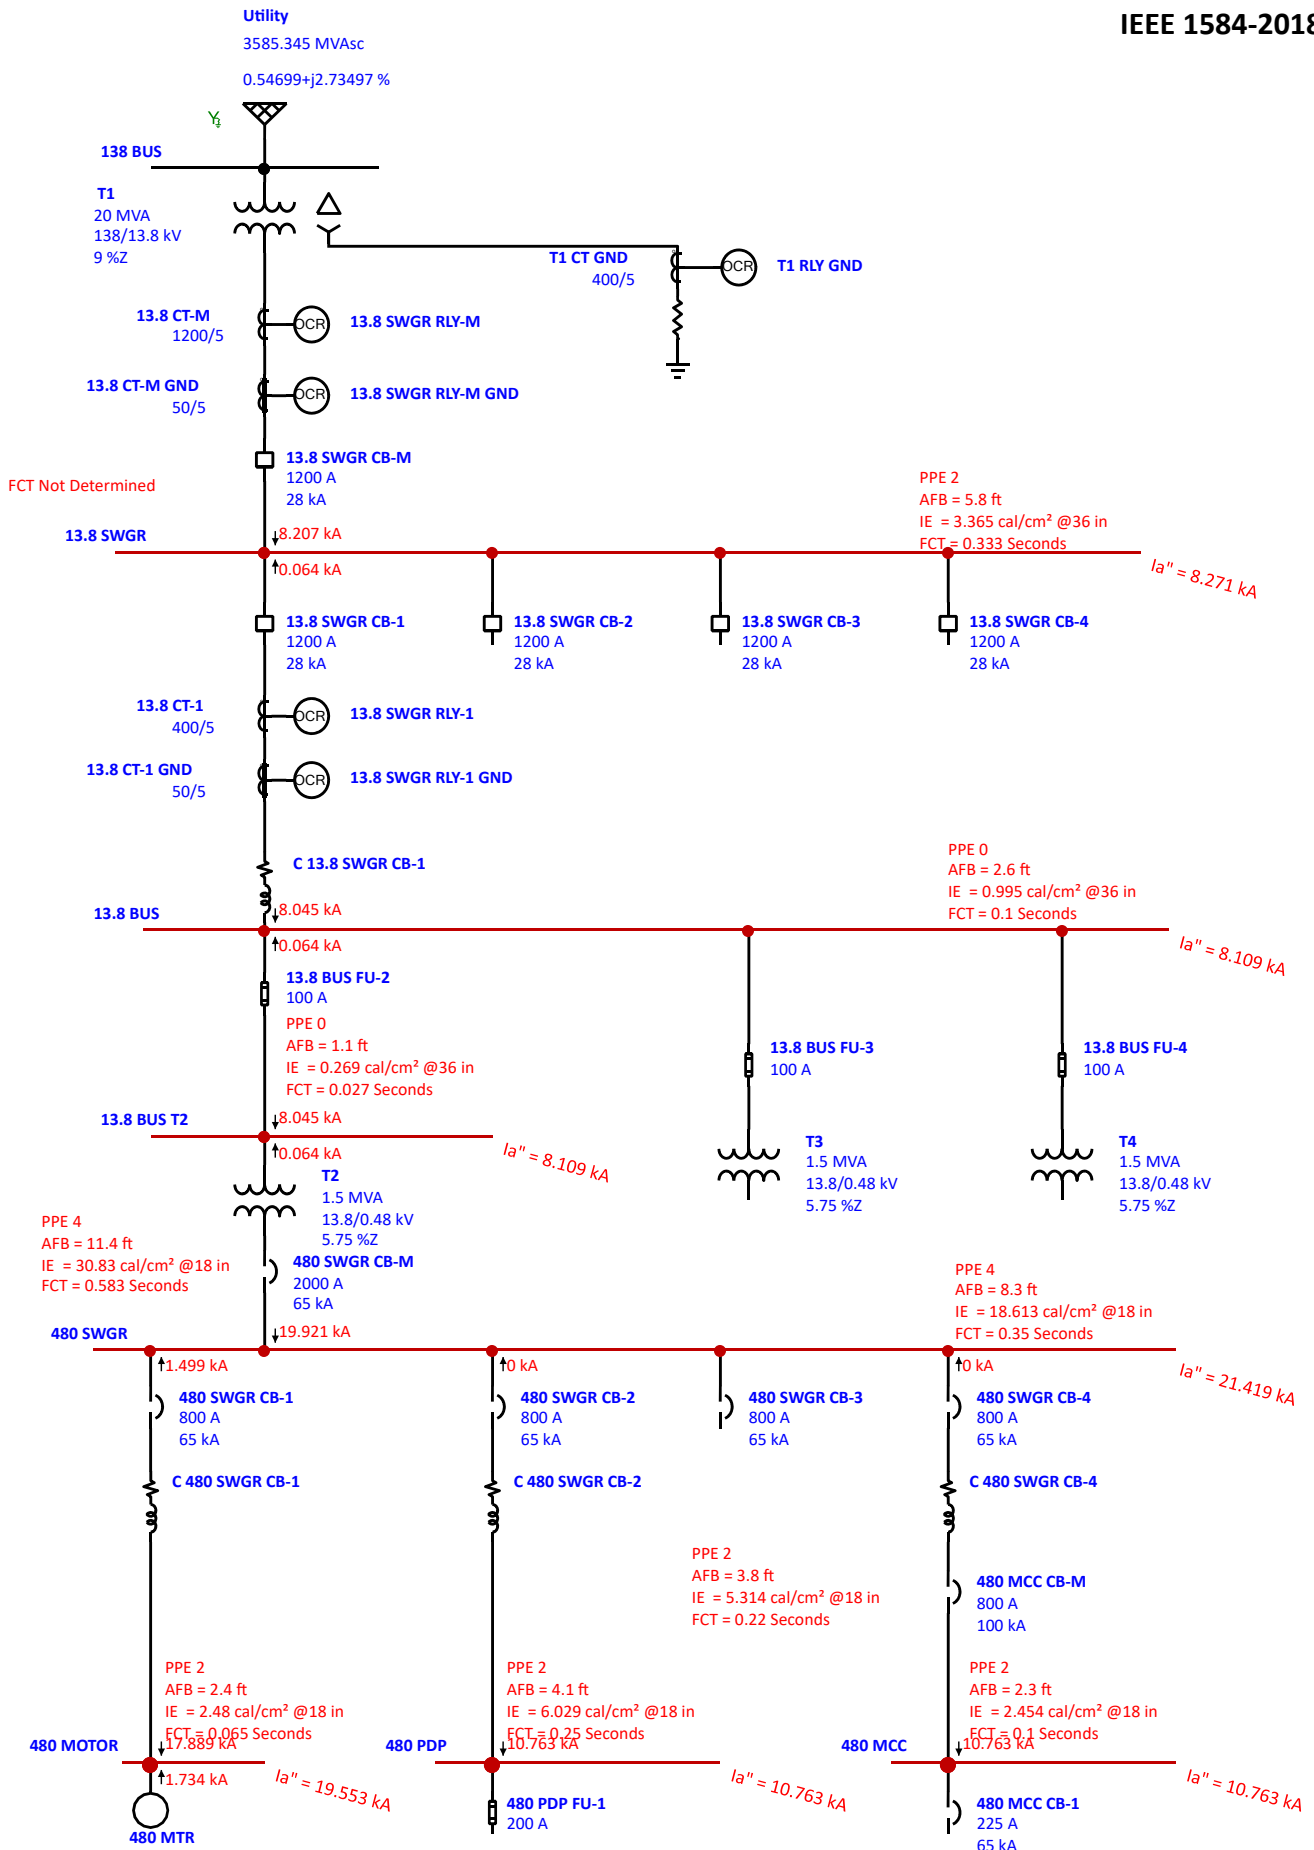 Utility
3585.345 MVAsc
0.54699+j2.73497 %
IEEE 1584-2018
138 BUS
T1
20 MVA
138/13.8 kV
9 %Z
T1 CT GND
400/5
OCR
T1 RLY GND
13.8 CT-M
1200/5
OCR
13.8 SWGR RLY-M
13.8 CT-M GND
50/5
OCR
13.8 SWGR RLY-M GND
13.8 SWGR CB-M
1200 A
28 kA
FCT Not Determined
PPE 2
AFB = 5.8 ft
IE = 3.365 cal/cm² @36 in
FCT = 0.333 Seconds
13.8 SWGR
8.207 kA
0.064 kA
Ia" = 8.271 kA
13.8 SWGR CB-1
1200 A
28 kA
13.8 SWGR CB-2
1200 A
28 kA
13.8 SWGR CB-3
1200 A
28 kA
13.8 SWGR CB-4
1200 A
28 kA
13.8 CT-1
400/5
OCR
13.8 SWGR RLY-1
13.8 CT-1 GND
50/5
OCR
13.8 SWGR RLY-1 GND
C 13.8 SWGR CB-1
PPE 0
AFB = 2.6 ft
IE = 0.995 cal/cm² @36 in
FCT = 0.1 Seconds
13.8 BUS
8.045 kA
0.064 kA
Ia" = 8.109 kA
13.8 BUS FU-2
100 A
PPE 0
AFB = 1.1 ft
IE = 0.269 cal/cm² @36 in
FCT = 0.027 Seconds
13.8 BUS FU-3
100 A
13.8 BUS FU-4
100 A
13.8 BUS T2
8.045 kA
0.064 kA
Ia" = 8.109 kA
T2
1.5 MVA
13.8/0.48 kV
5.75 %Z
T3
1.5 MVA
13.8/0.48 kV
5.75 %Z
T4
1.5 MVA
13.8/0.48 kV
5.75 %Z
PPE 4
AFB = 11.4 ft
IE = 30.83 cal/cm² @18 in
FCT = 0.583 Seconds
480 SWGR CB-M
2000 A
65 kA
PPE 4
AFB = 8.3 ft
IE = 18.613 cal/cm² @18 in
FCT = 0.35 Seconds
480 SWGR
19.921 kA
1.499 kA
0 kA
0 kA
Ia" = 21.419 kA
480 SWGR CB-1
800 A
65 kA
480 SWGR CB-2
800 A
65 kA
480 SWGR CB-3
800 A
65 kA
480 SWGR CB-4
800 A
65 kA
C 480 SWGR CB-1
C 480 SWGR CB-2
C 480 SWGR CB-4
PPE 2
AFB = 3.8 ft
IE = 5.314 cal/cm² @18 in
FCT = 0.22 Seconds
480 MCC CB-M
800 A
100 kA
PPE 2
AFB = 2.4 ft
IE = 2.48 cal/cm² @18 in
FCT = 0.065 Seconds
PPE 2
AFB = 4.1 ft
IE = 6.029 cal/cm² @18 in
FCT = 0.25 Seconds
PPE 2
AFB = 2.3 ft
IE = 2.454 cal/cm² @18 in
FCT = 0.1 Seconds
480 MOTOR
17.889 kA
1.734 kA
Ia" = 19.553 kA
480 PDP
10.763 kA
Ia" = 10.763 kA
480 MCC
10.763 kA
Ia" = 10.763 kA
480 MTR
480 PDP FU-1
200 A
480 MCC CB-1
225 A
65 kA